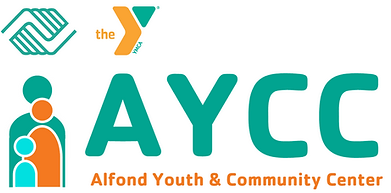 the Y®
YMCA
AYCC
Alfond Youth & Community Center